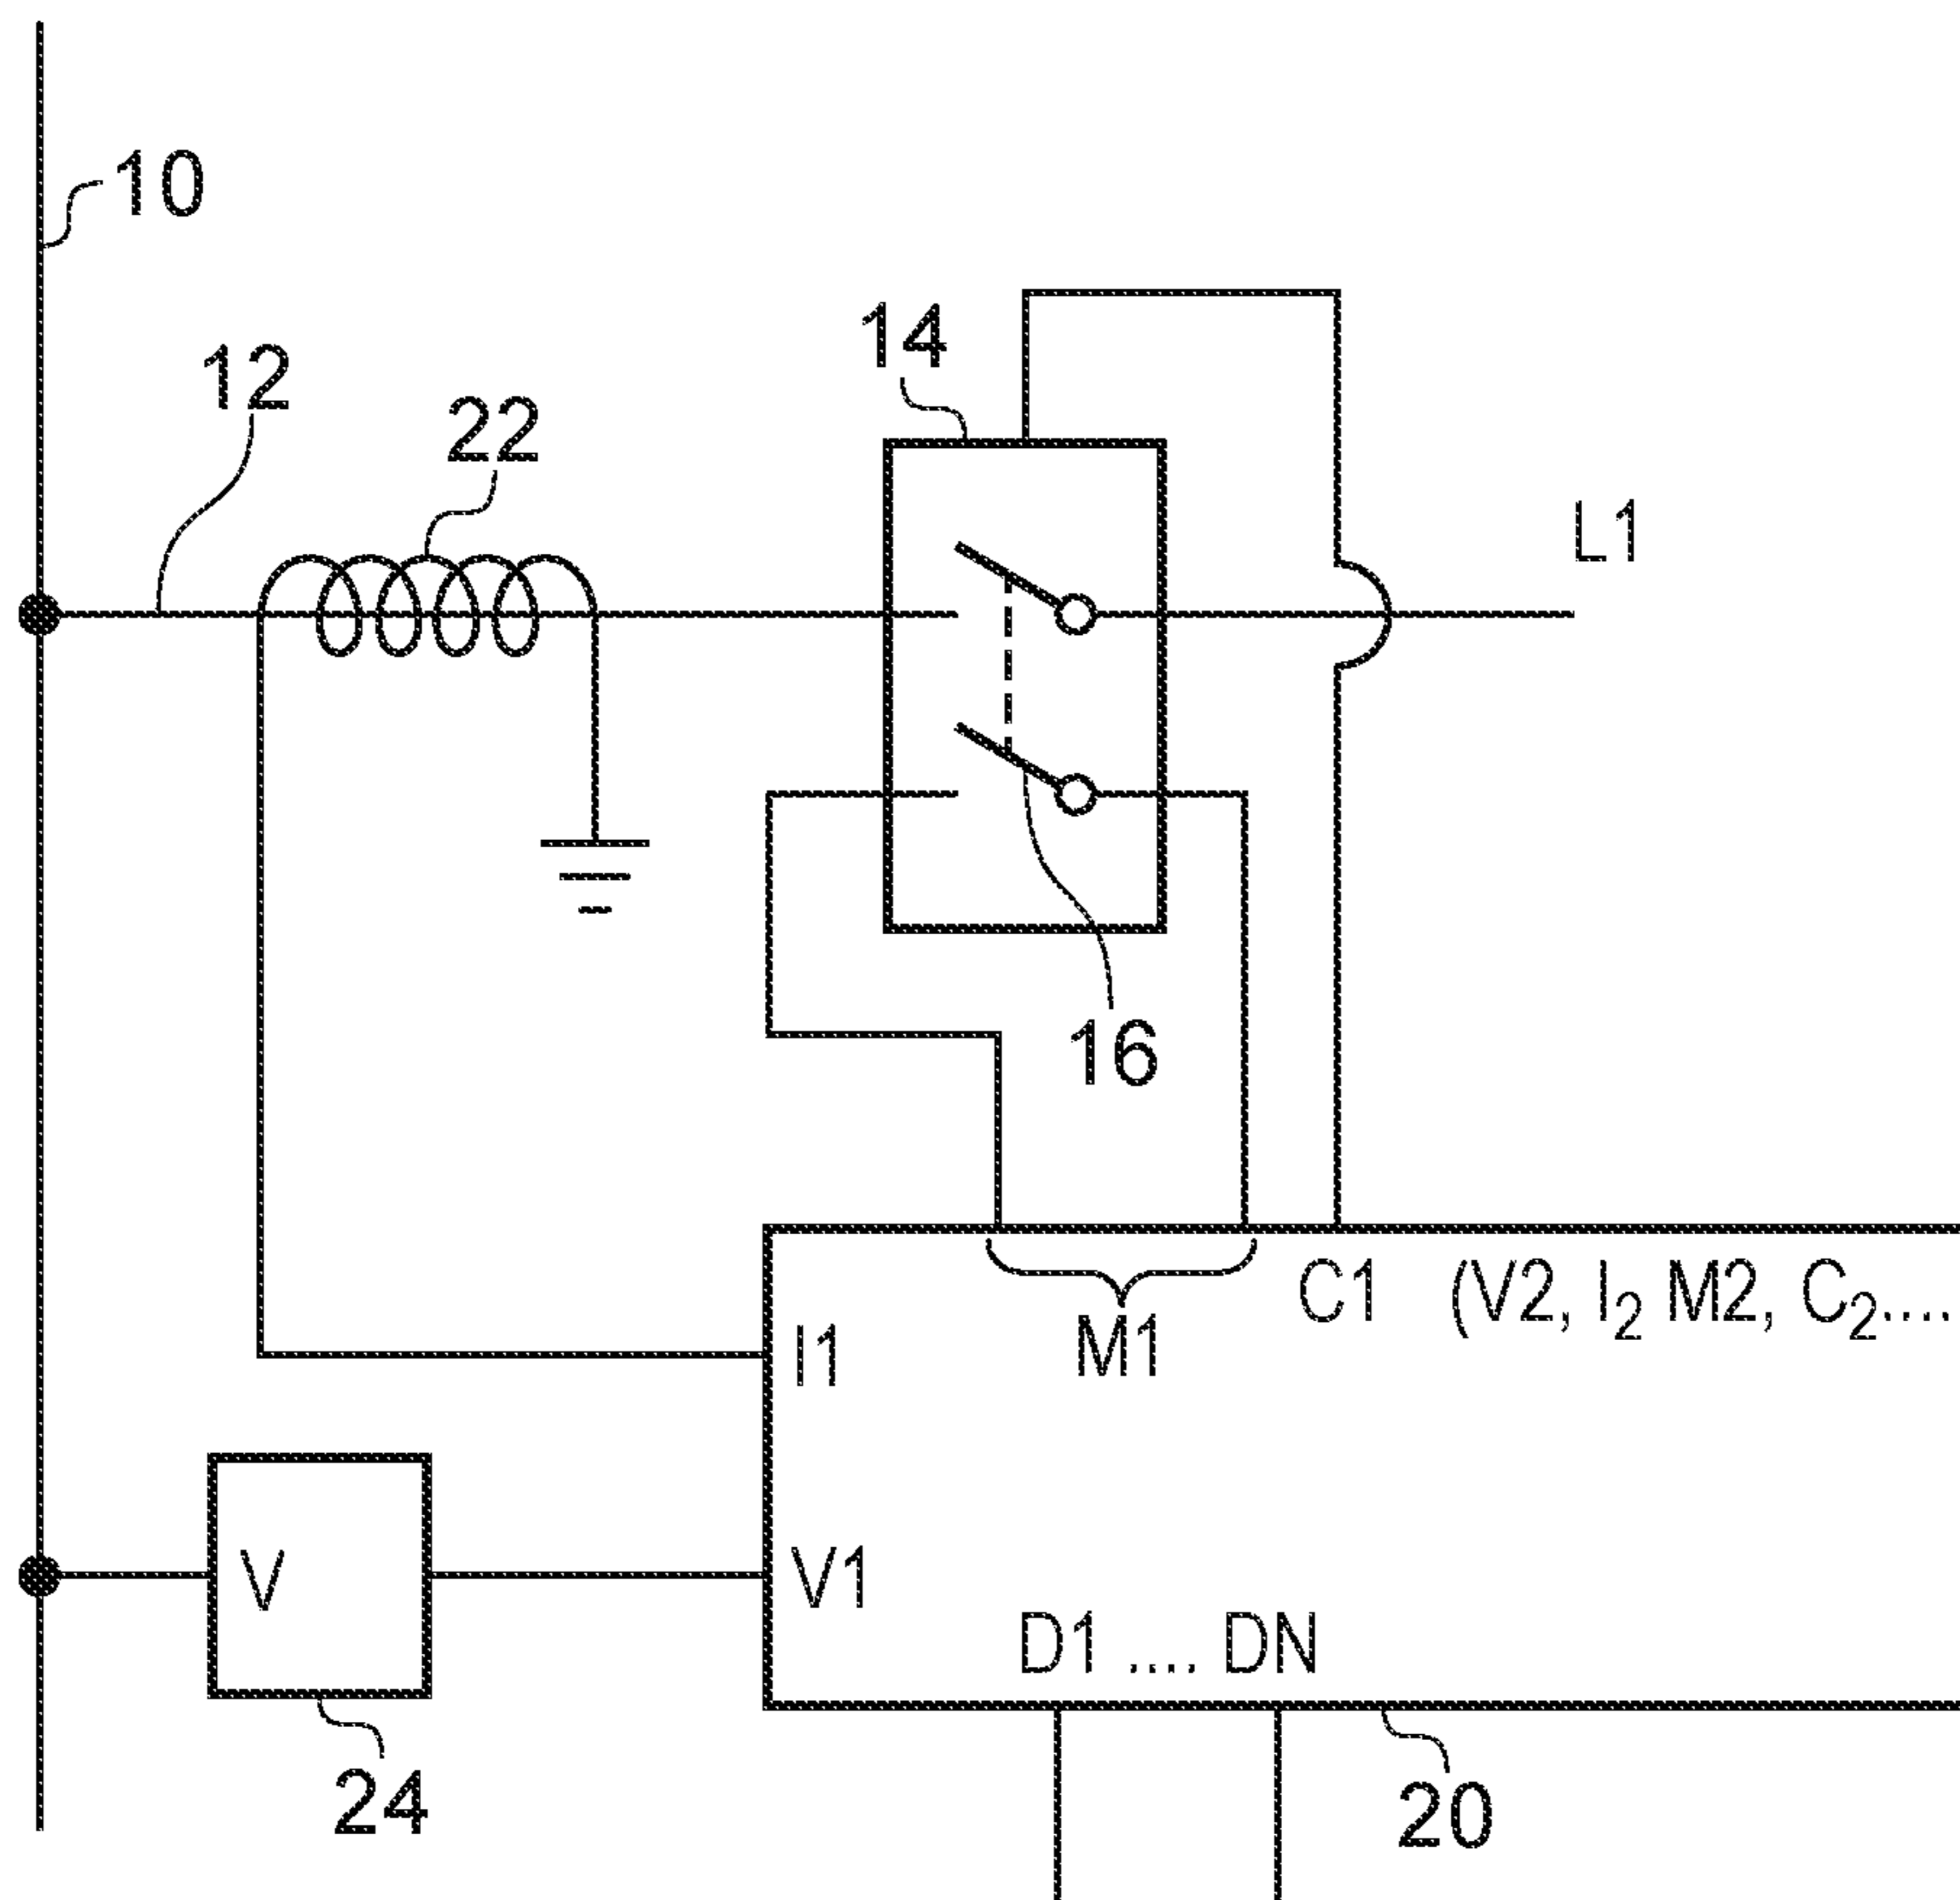 10
14
12
22
L1
16
C1 (V2, I2 M2, C2....
M1
I1
V
V1
D1 .... DN
24
20